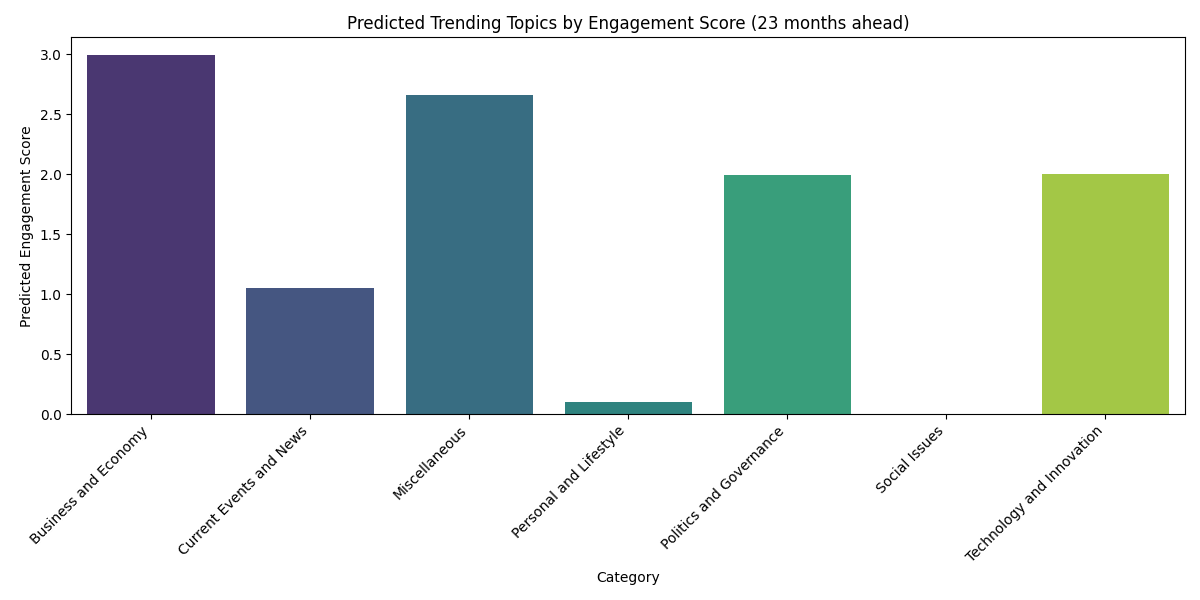 Predicted Trending Topics by Engagement Score (23 months ahead)
Predicted Engagement Score
3.0
2.5
2.0
1.5
1.0
0.5
0.0
Business and Economy
Current Events and News
Miscellaneous
Personal and Lifestyle
Politics and Governance
Social Issues
Technology and Innovation
Category